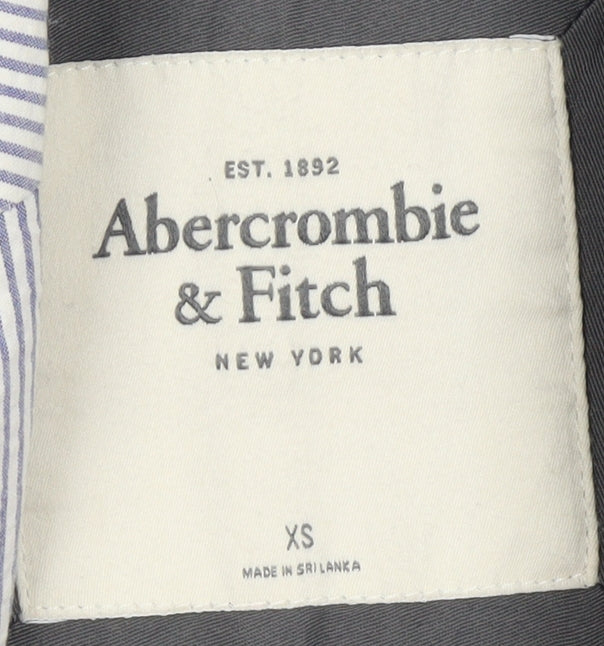 EST. 1892
Abercrombie
& Fitch
NEW YORK
XS
MADE IN SRI LANKA